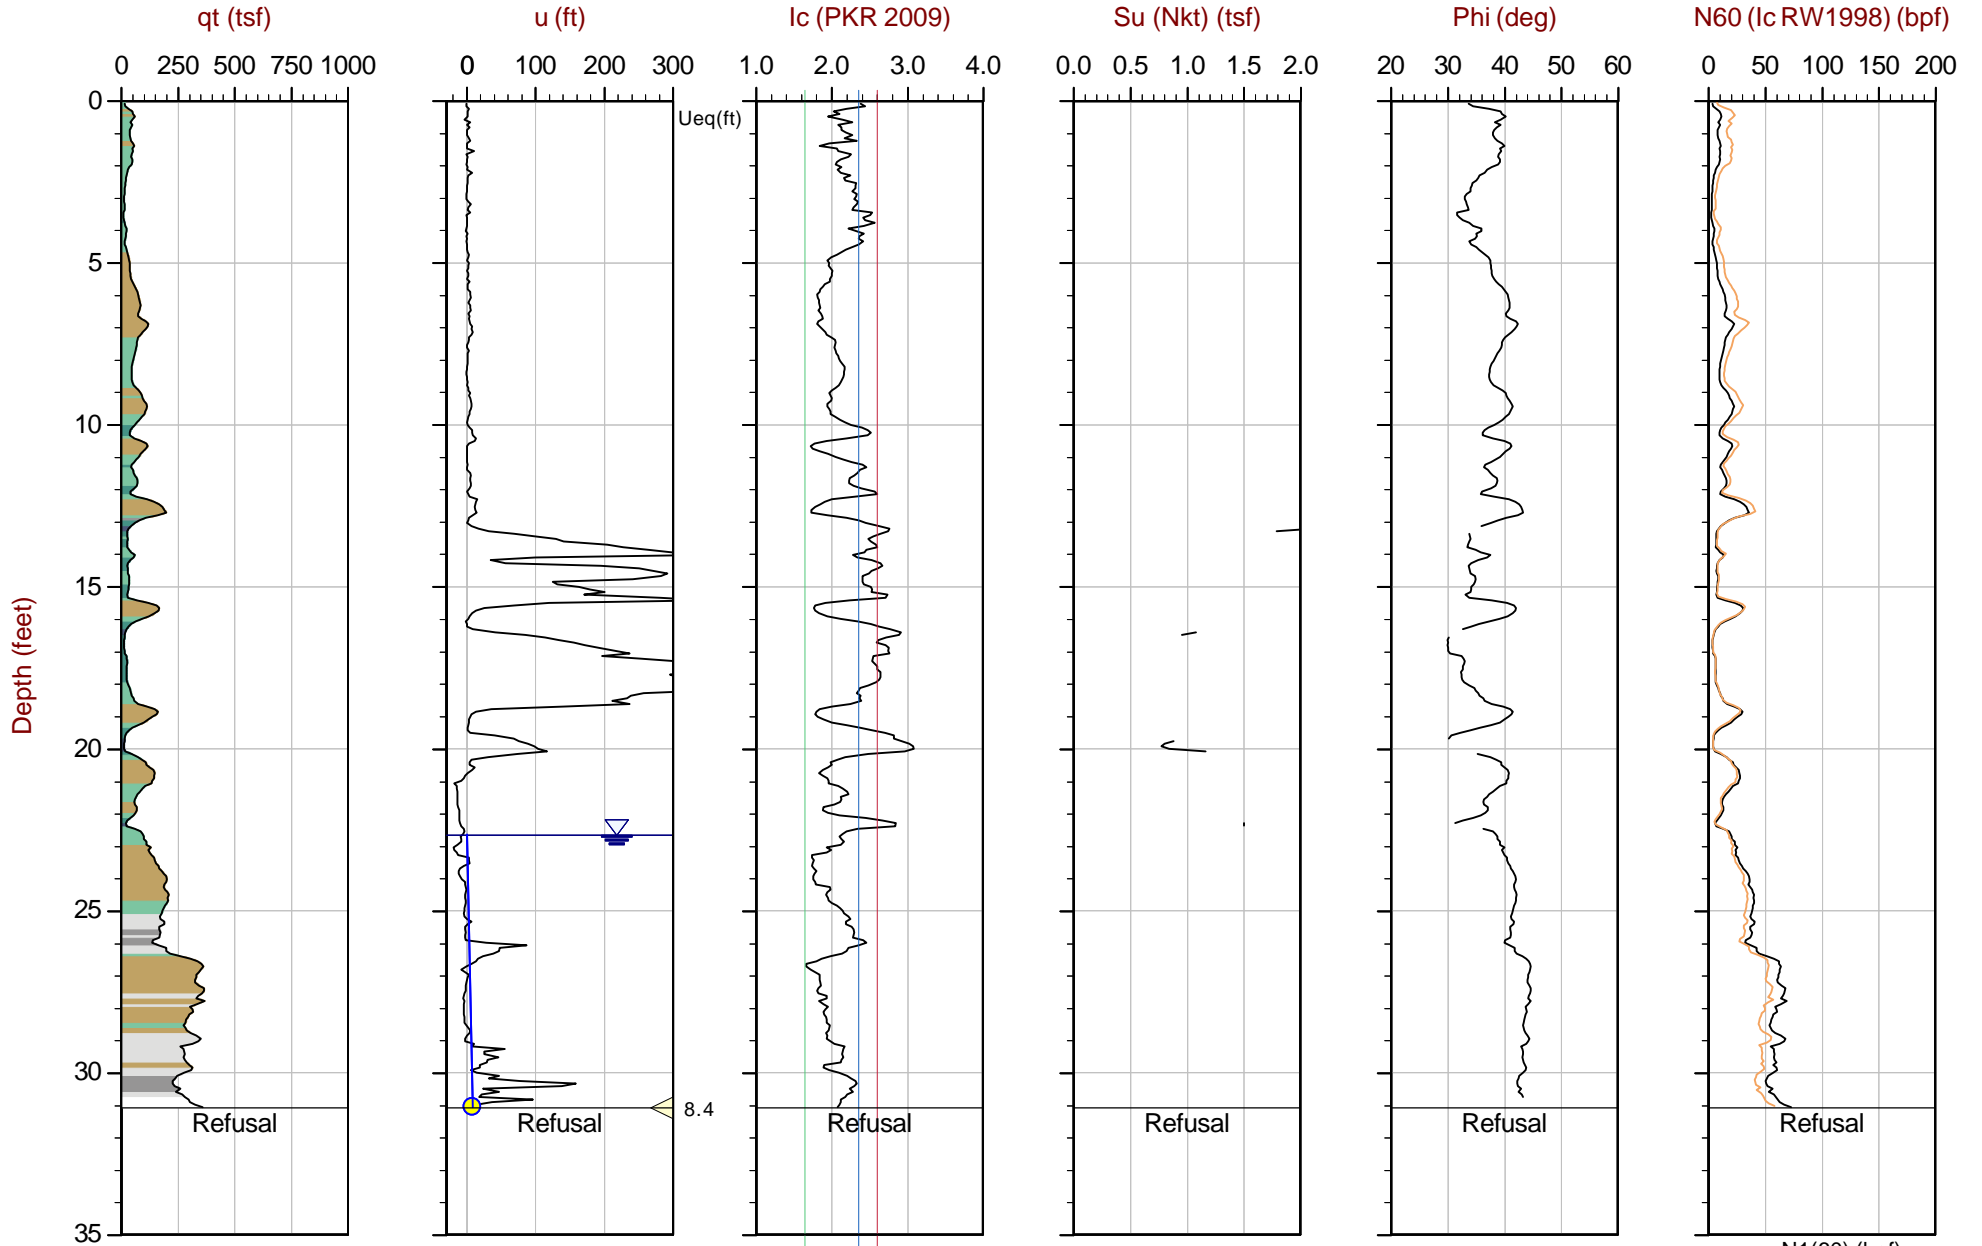 qt (tsf) u (ft) Ic (PKR 2009) Su (Nkt) (tsf) Phi (deg) N60 (Ic RW1998) (bpf)
0 250 500 750 1000 0 100 200 300 1.0 2.0 3.0 4.0 0.0 0.5 1.0 1.5 2.0 20 30 40 50 60 0 50 100 150 200
0
Ueq(ft)
5
10
15
Depth (feet)
20
25
30
8.4
Refusal Refusal Refusal Refusal Refusal Refusal
35